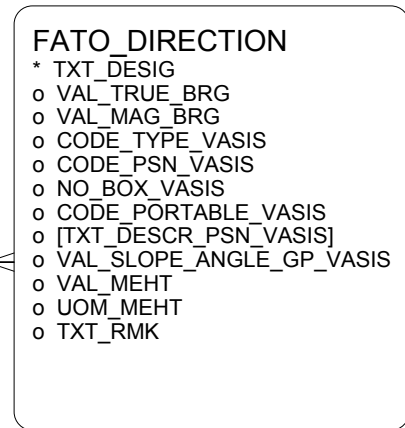 FATO_DIRECTION
* TXT_DESIG
o VAL_TRUE_BRG
o VAL_MAG_BRG
o CODE_TYPE_VASIS
o CODE_PSN_VASIS
o NO_BOX_VASIS
o CODE_PORTABLE_VASIS
o [TXT_DESCR_PSN_VASIS]
o VAL_SLOPE_ANGLE_GP_VASIS
o VAL_MEHT
o UOM_MEHT
o TXT_RMK